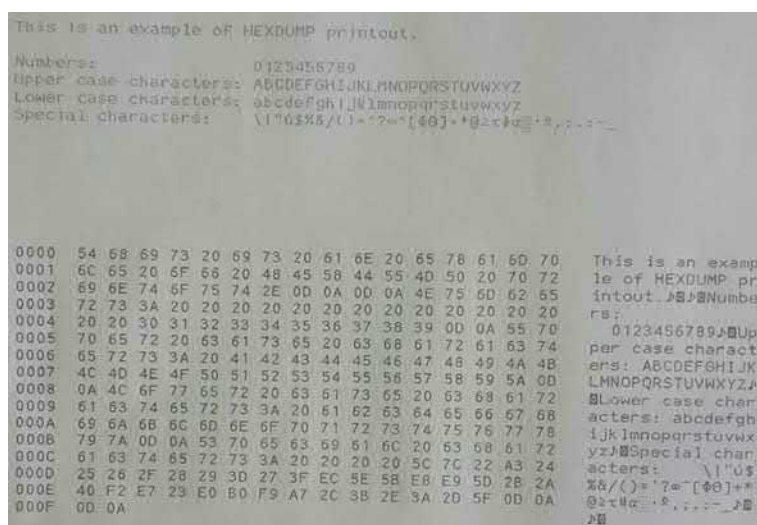 This is an example of HEXDUMP printout.
Numbers: 0123456789
Upper case characters: ABCDEFGHIJKLMNOPQRSTUVWXYZ
Lower case characters: abcdefghijklmnopqrstuvwxyz
Special characters: \|"ú$%&/()='?∞^[ΦΘ]+*@≥τ#α░·º,;.:-_
0000 54 68 69 73 20 69 73 20 61 6E 20 65 78 61 6D 70 This is an examp
0001 6C 65 20 6F 66 20 48 45 58 44 55 4D 50 20 70 72 le of HEXDUMP pr
0002 69 6E 74 6F 75 74 2E 0D 0A 0D 0A 4E 75 6D 62 65 intout.♪◙♪◙Numbe
0003 72 73 3A 20 20 20 20 20 20 20 20 20 20 20 20 20 rs:
0004 20 20 30 31 32 33 34 35 36 37 38 39 0D 0A 55 70 0123456789♪◙Up
0005 70 65 72 20 63 61 73 65 20 63 68 61 72 61 63 74 per case charact
0006 65 72 73 3A 20 41 42 43 44 45 46 47 48 49 4A 4B ers: ABCDEFGHIJK
0007 4C 4D 4E 4F 50 51 52 53 54 55 56 57 58 59 5A 0D LMNOPQRSTUVWXYZ♪
0008 0A 4C 6F 77 65 72 20 63 61 73 65 20 63 68 61 72 ◙Lower case char
0009 61 63 74 65 72 73 3A 20 61 62 63 64 65 66 67 68 acters: abcdefgh
000A 69 6A 6B 6C 6D 6E 6F 70 71 72 73 74 75 76 77 78 ijklmnopqrstuvwx
000B 79 7A 0D 0A 53 70 65 63 69 61 6C 20 63 68 61 72 yz♪◙Special char
000C 61 63 74 65 72 73 3A 20 20 20 20 20 5C 7C 22 A3 24 acters: \|"ú$
000D 25 26 2F 28 29 3D 27 3F EC 5E 5B E8 E9 5D 2B 2A %&/()='?∞^[ΦΘ]+*
000E 40 F2 E7 23 E0 B0 F9 A7 2C 3B 2E 3A 2D 5F 0D 0A @≥τ#α░·º,;.:-_♪◙
000F 0D 0A ♪◙